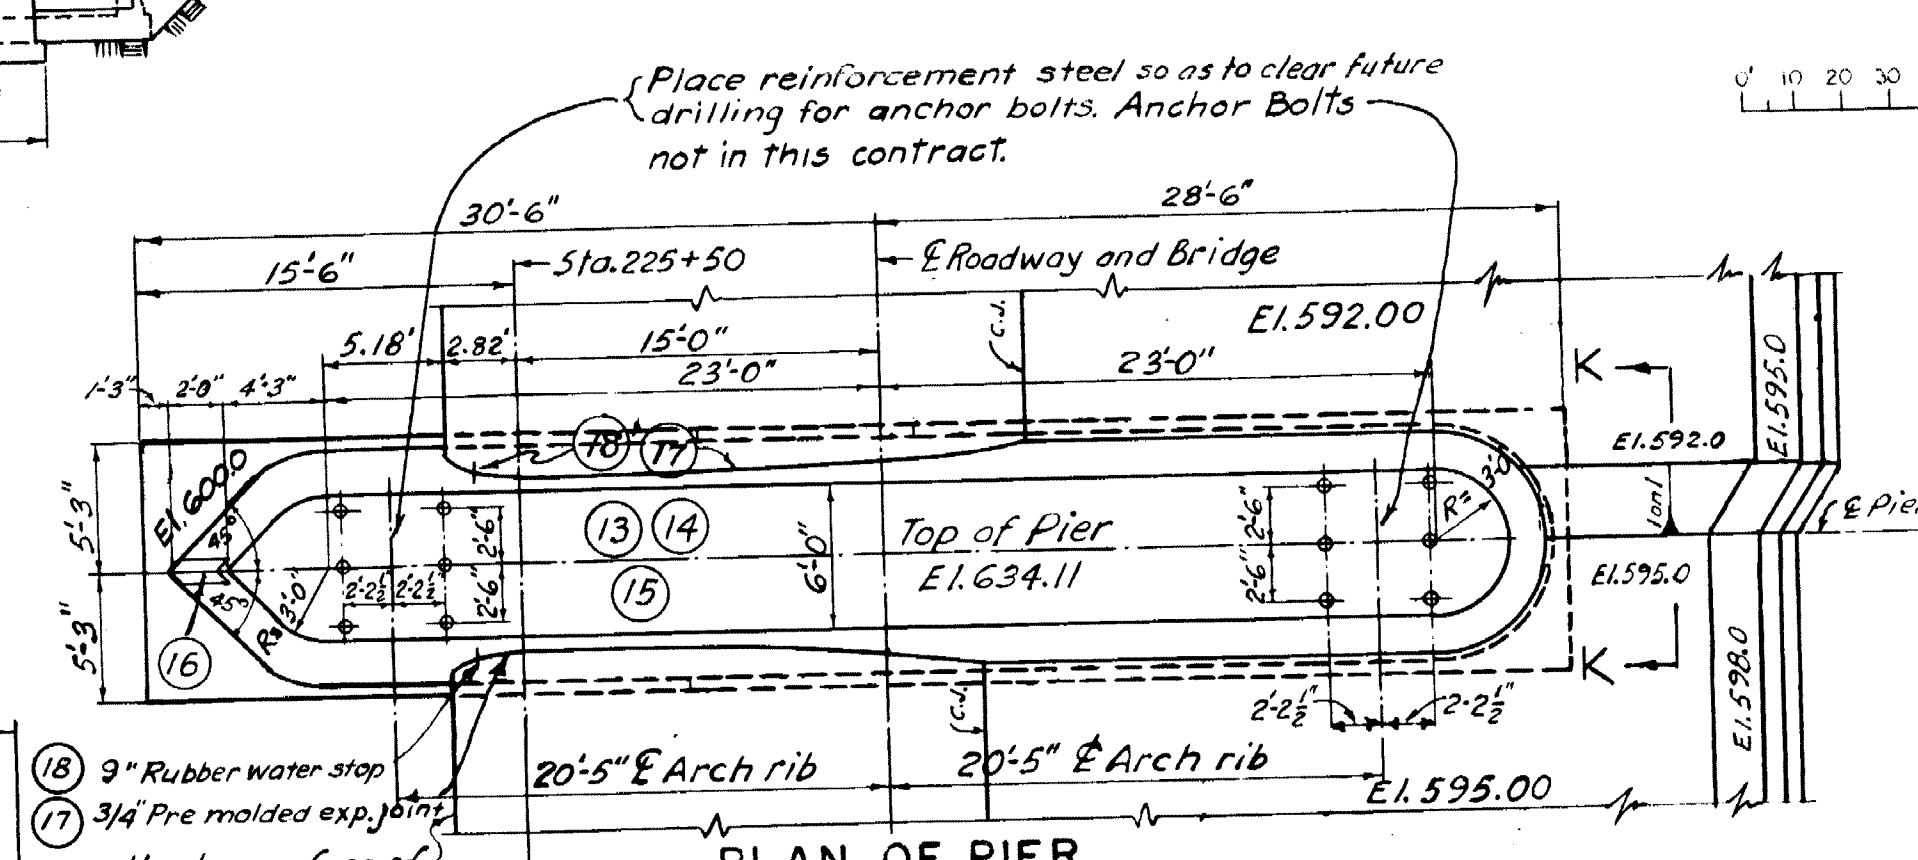 Place reinforcement steel so as to clear future
drilling for anchor bolts. Anchor Bolts
not in this contract.
0' 10 20 30
30'-6"
28'-6"
15'-6"
Sta. 225+50
℄ Roadway and Bridge
5.18'
2.82'
15'-0"
C.J.
El. 592.00
23'-0"
23'-0"
K
1'-3"
2'-0"
4'-3"
El. 595.0
El. 600.0
18
17
El. 592.0
5'-3"
45°
2'-6"
13
14
6'-0"
Top of Pier
El. 634.11
2'-6"
R=3'-0"
1 on 1
℄ Pier
2'-2½"
2'-2½"
2'-6"
15
2'-6"
El. 595.0
5'-3"
45°
R=3'-0"
16
K
El. 598.0
C.J.
2'-2½"
2'-2½"
18 9" Rubber water stop
20'-5" ℄ Arch rib
20'-5" ℄ Arch rib
17 3/4" Pre molded exp. joint
El. 595.00
PLAN OF PIER